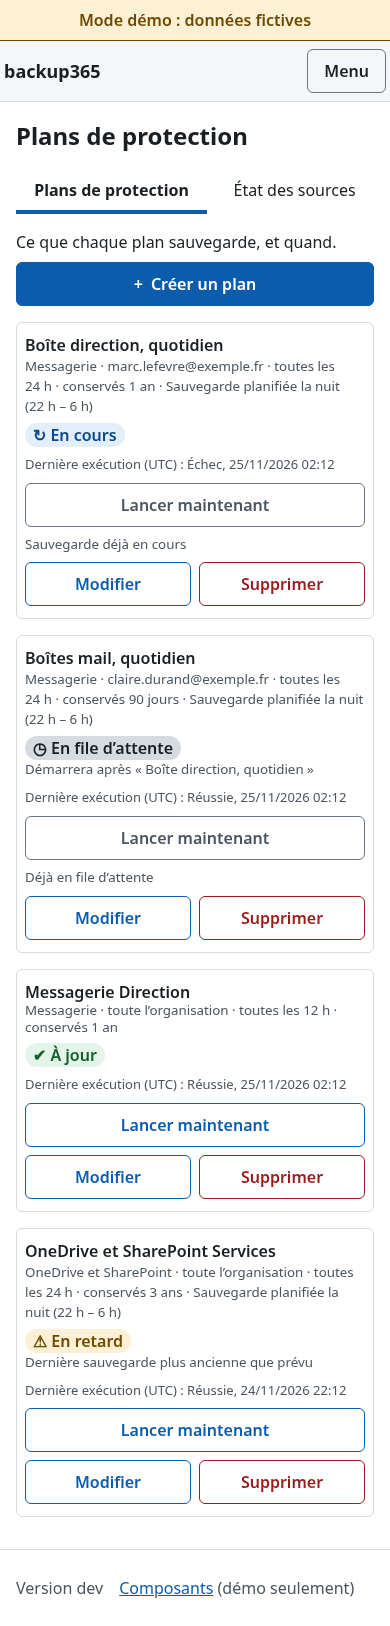 Mode démo : données fictives
backup365
Menu
Plans de protection
Plans de protection
État des sources
Ce que chaque plan sauvegarde, et quand.
+ Créer un plan
Boîte direction, quotidien
Messagerie · marc.lefevre@exemple.fr · toutes les
24 h · conservés 1 an · Sauvegarde planifiée la nuit
(22 h – 6 h)
↻ En cours
Dernière exécution (UTC) : Échec, 25/11/2026 02:12
Lancer maintenant
Sauvegarde déjà en cours
Modifier
Supprimer
Boîtes mail, quotidien
Messagerie · claire.durand@exemple.fr · toutes les
24 h · conservés 90 jours · Sauvegarde planifiée la nuit
(22 h – 6 h)
◷ En file d’attente
Démarrera après « Boîte direction, quotidien »
Dernière exécution (UTC) : Réussie, 25/11/2026 02:12
Lancer maintenant
Déjà en file d’attente
Modifier
Supprimer
Messagerie Direction
Messagerie · toute l’organisation · toutes les 12 h ·
conservés 1 an
✔ À jour
Dernière exécution (UTC) : Réussie, 25/11/2026 02:12
Lancer maintenant
Modifier
Supprimer
OneDrive et SharePoint Services
OneDrive et SharePoint · toute l’organisation · toutes
les 24 h · conservés 3 ans · Sauvegarde planifiée la
nuit (22 h – 6 h)
⚠ En retard
Dernière sauvegarde plus ancienne que prévu
Dernière exécution (UTC) : Réussie, 24/11/2026 22:12
Lancer maintenant
Modifier
Supprimer
Version dev Composants (démo seulement)